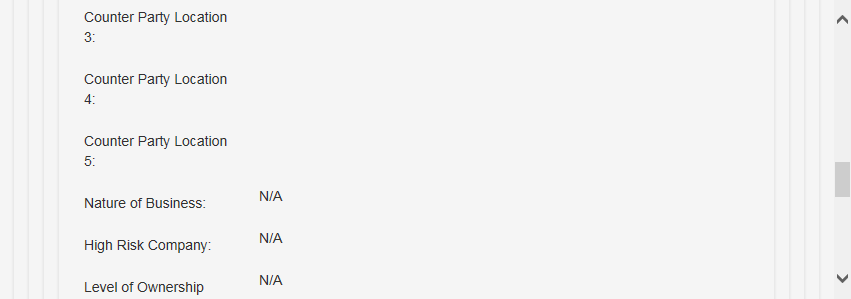 Counter Party Location
3:
Counter Party Location
4:
Counter Party Location
5:
Nature of Business: N/A
High Risk Company: N/A
Level of Ownership N/A